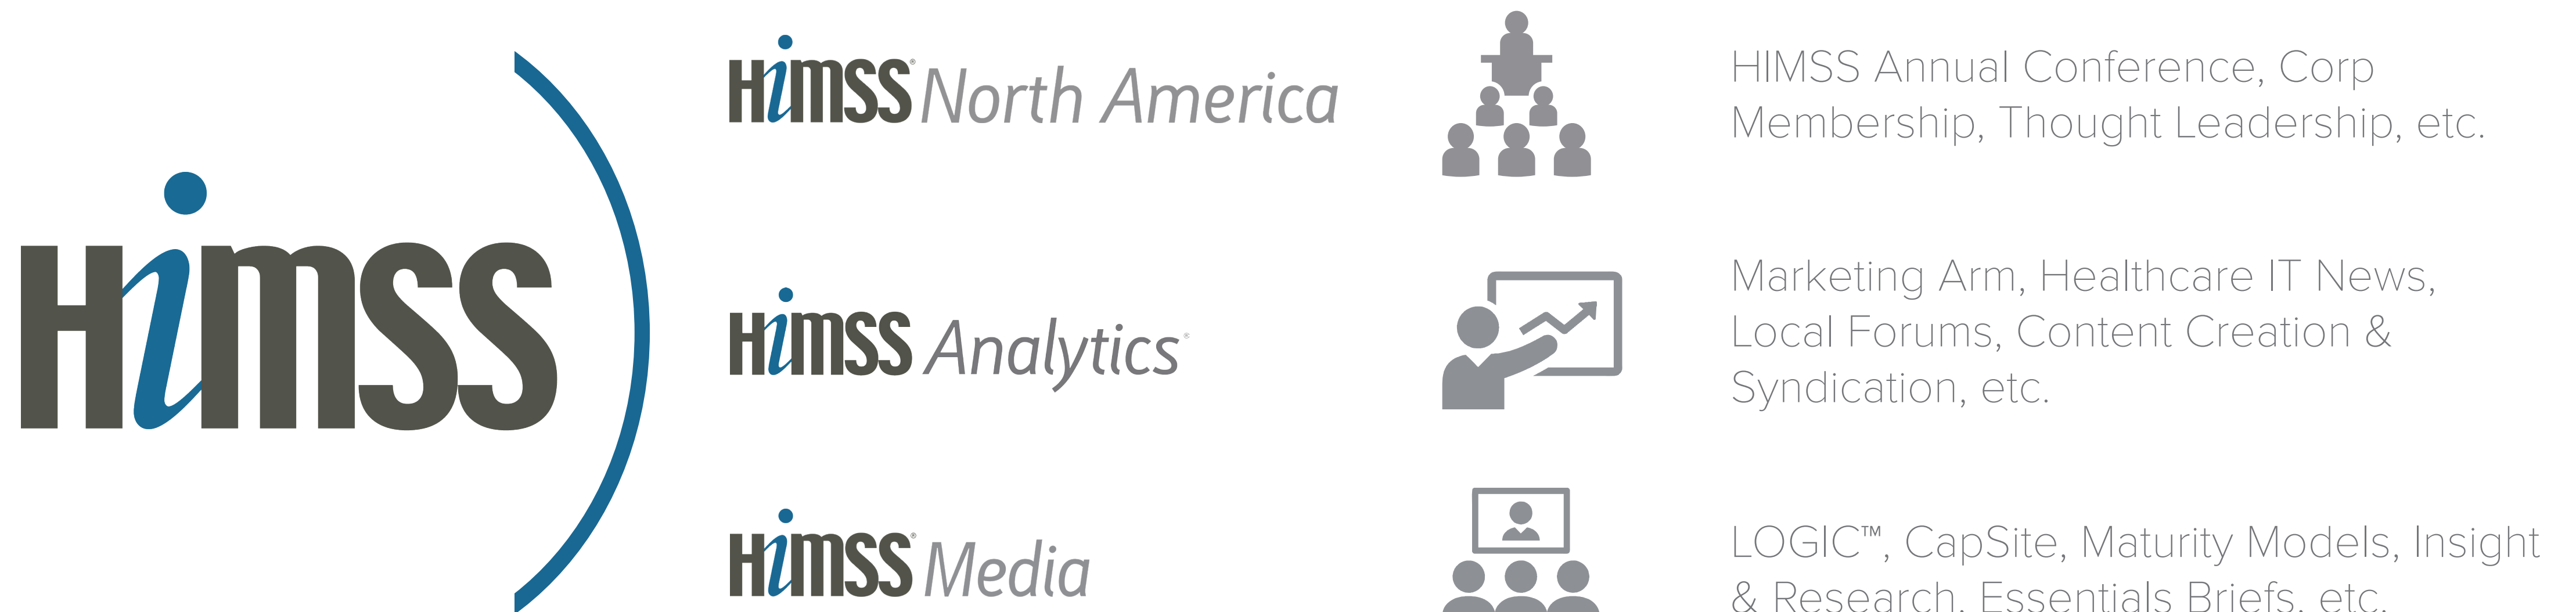 HiMSS
HiMSS® North America
HIMSS Annual Conference, Corp
Membership, Thought Leadership, etc.
HiMSS Analytics®
Marketing Arm, Healthcare IT News,
Local Forums, Content Creation &
Syndication, etc.
HiMSS® Media
LOGIC™, CapSite, Maturity Models, Insight
& Research, Essentials Briefs, etc.